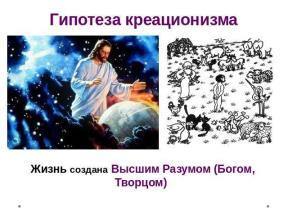 Гипотеза креационизма
Жизнь создана Высшим Разумом (Богом,
Творцом)